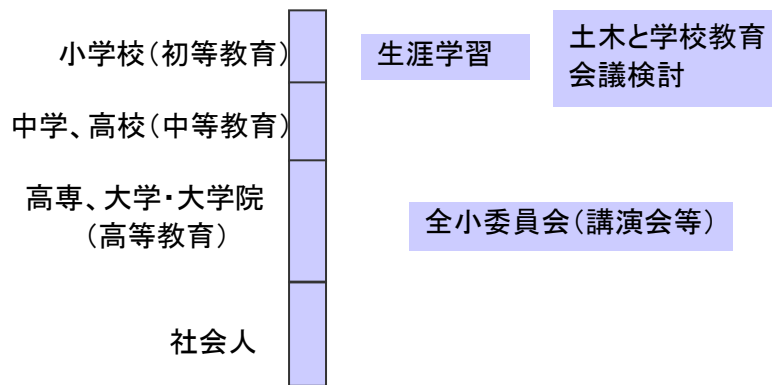 小学校（初等教育）
生涯学習
土木と学校教育
会議検討
中学、高校（中等教育）
高専、大学・大学院
（高等教育）
全小委員会（講演会等）
社会人